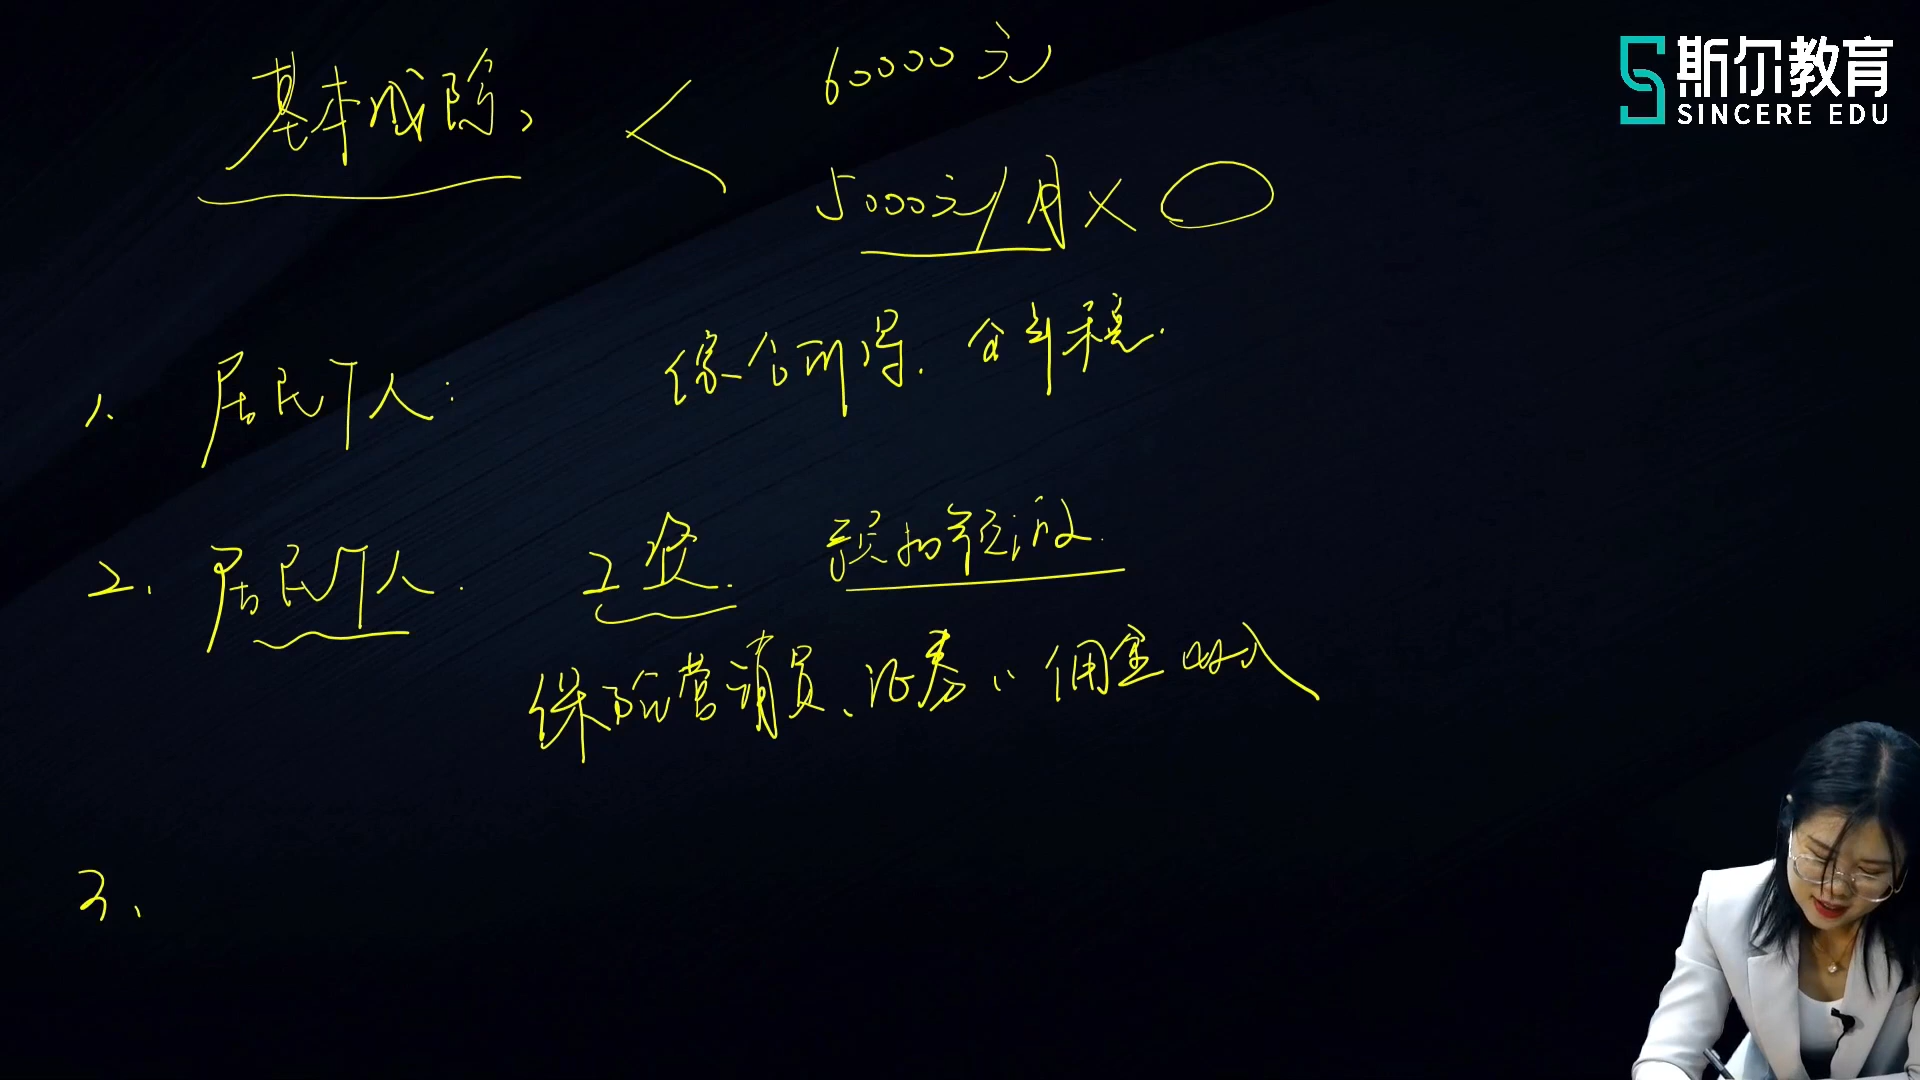 斯尔教育
SINCERE EDU
基本减除、 < 60000元
5000元/月 × ○
1. 居民个人: 综合所得. 全年税.
2. 居民个人. 工资. 预扣预缴.
保险营销员、证券〃佣金收入
3、